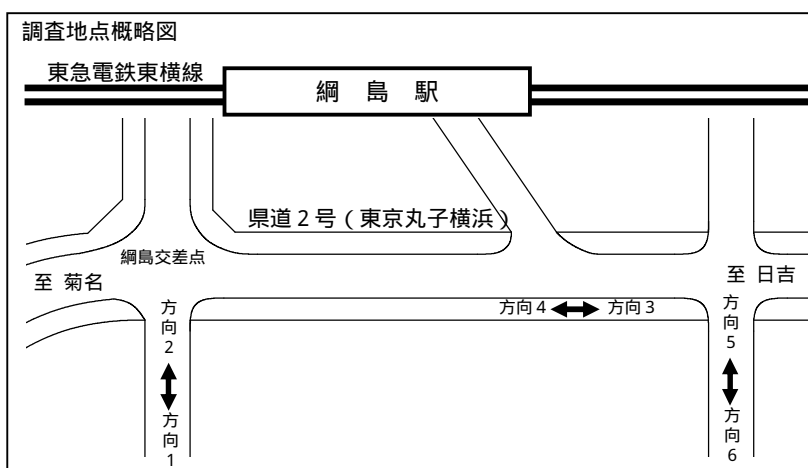 調査地点概略図
東急電鉄東横線
綱島駅
県道２号（東京丸子横浜）
綱島交差点
至 菊名
至 日吉
方向2
方向1
方向4
方向3
方向5
方向6